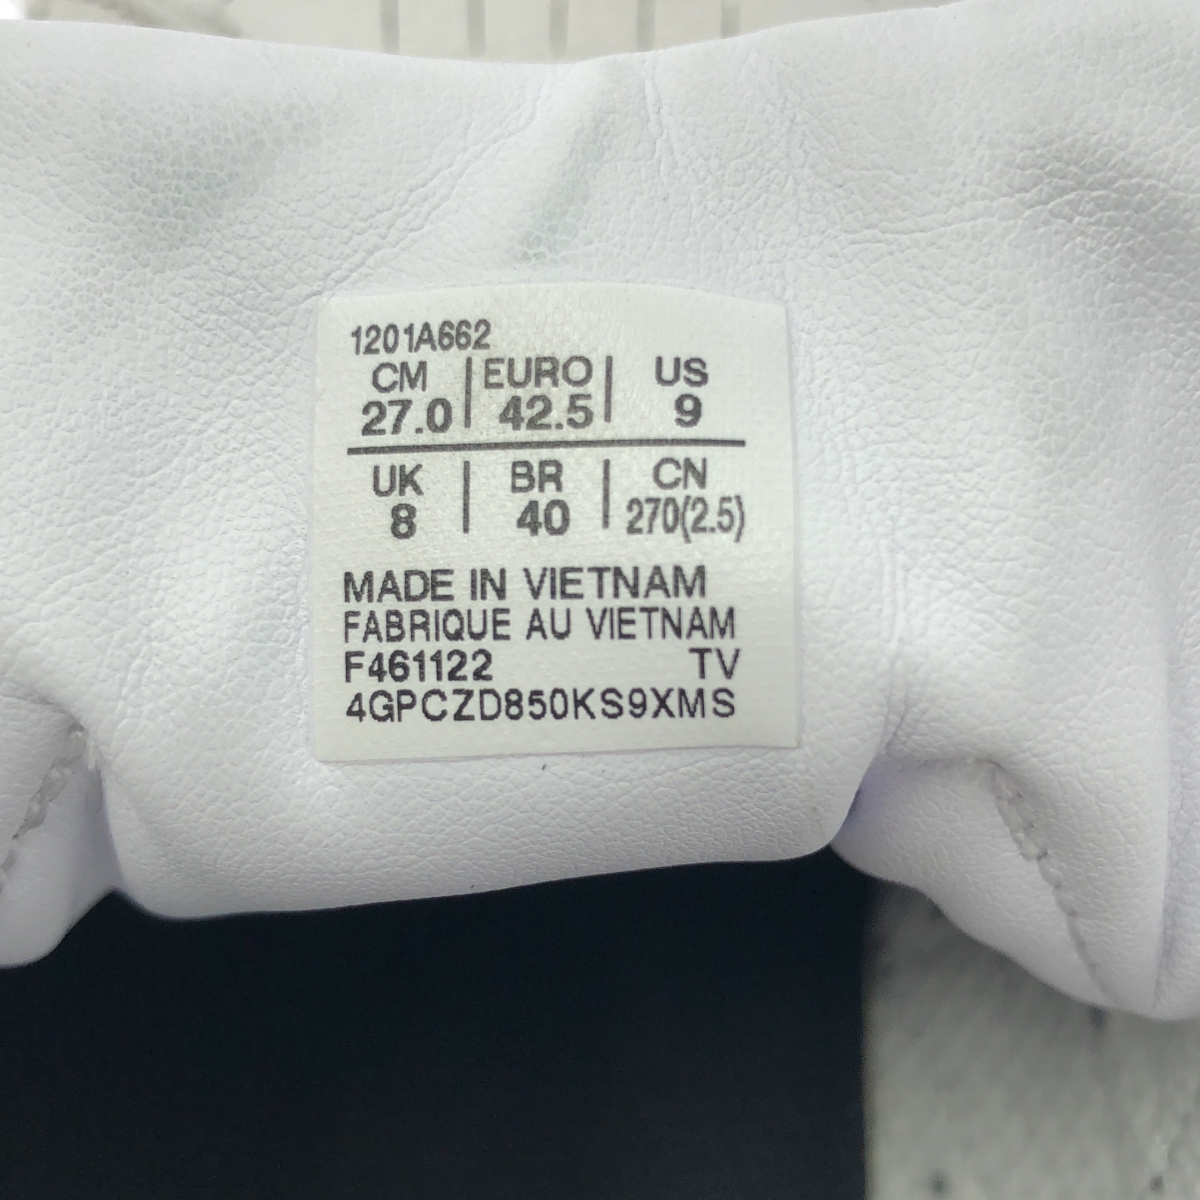 1201A662
CM | EURO | US
27.0 | 42.5 | 9
UK | BR | CN
8 | 40 | 270(2.5)
MADE IN VIETNAM
FABRIQUE AU VIETNAM
F461122 TV
4GPCZD850KS9XMS